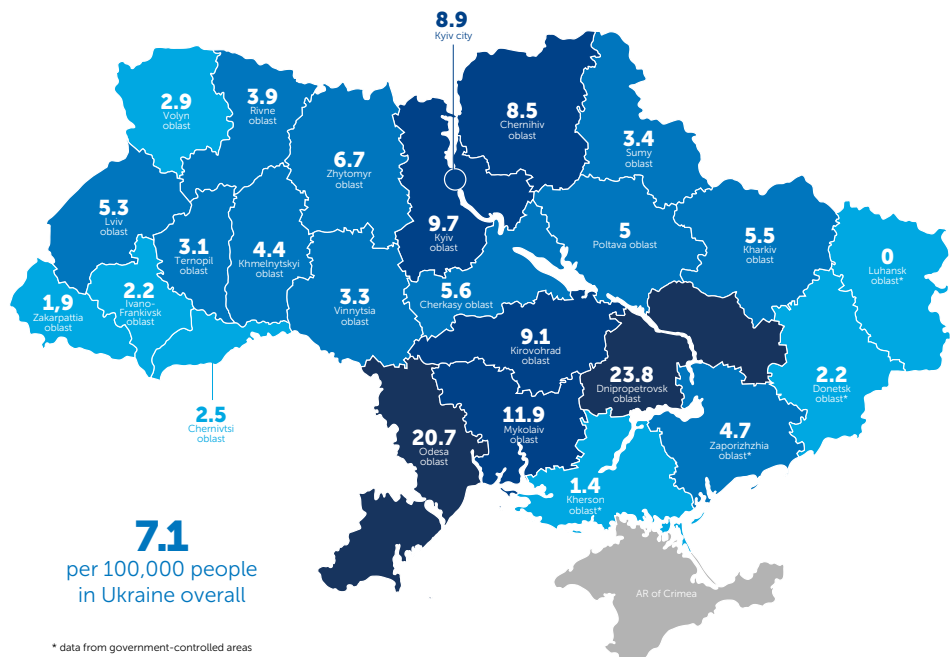 8.9
Kyiv city
2.9
Volyn
oblast
3.9
Rivne
oblast
6.7
Zhytomyr
oblast
8.5
Chernihiv
oblast
3.4
Sumy
oblast
5.3
Lviv
oblast
3.1
Ternopil
oblast
4.4
Khmelnytskyi
oblast
9.7
Kyiv
oblast
5
Poltava oblast
5.5
Kharkiv
oblast
0
Luhansk
oblast*
1,9
Zakarpattia
oblast
2.2
Ivano-
Frankivsk
oblast
3.3
Vinnytsia
oblast
5.6
Cherkasy oblast
9.1
Kirovohrad
oblast
23.8
Dnipropetrovsk
oblast
2.2
Donetsk
oblast*
2.5
Chernivtsi
oblast
20.7
Odesa
oblast
11.9
Mykolaiv
oblast
4.7
Zaporizhzhia
oblast*
1.4
Kherson
oblast*
7.1
per 100,000 people
in Ukraine overall
AR of Crimea
* data from government-controlled areas